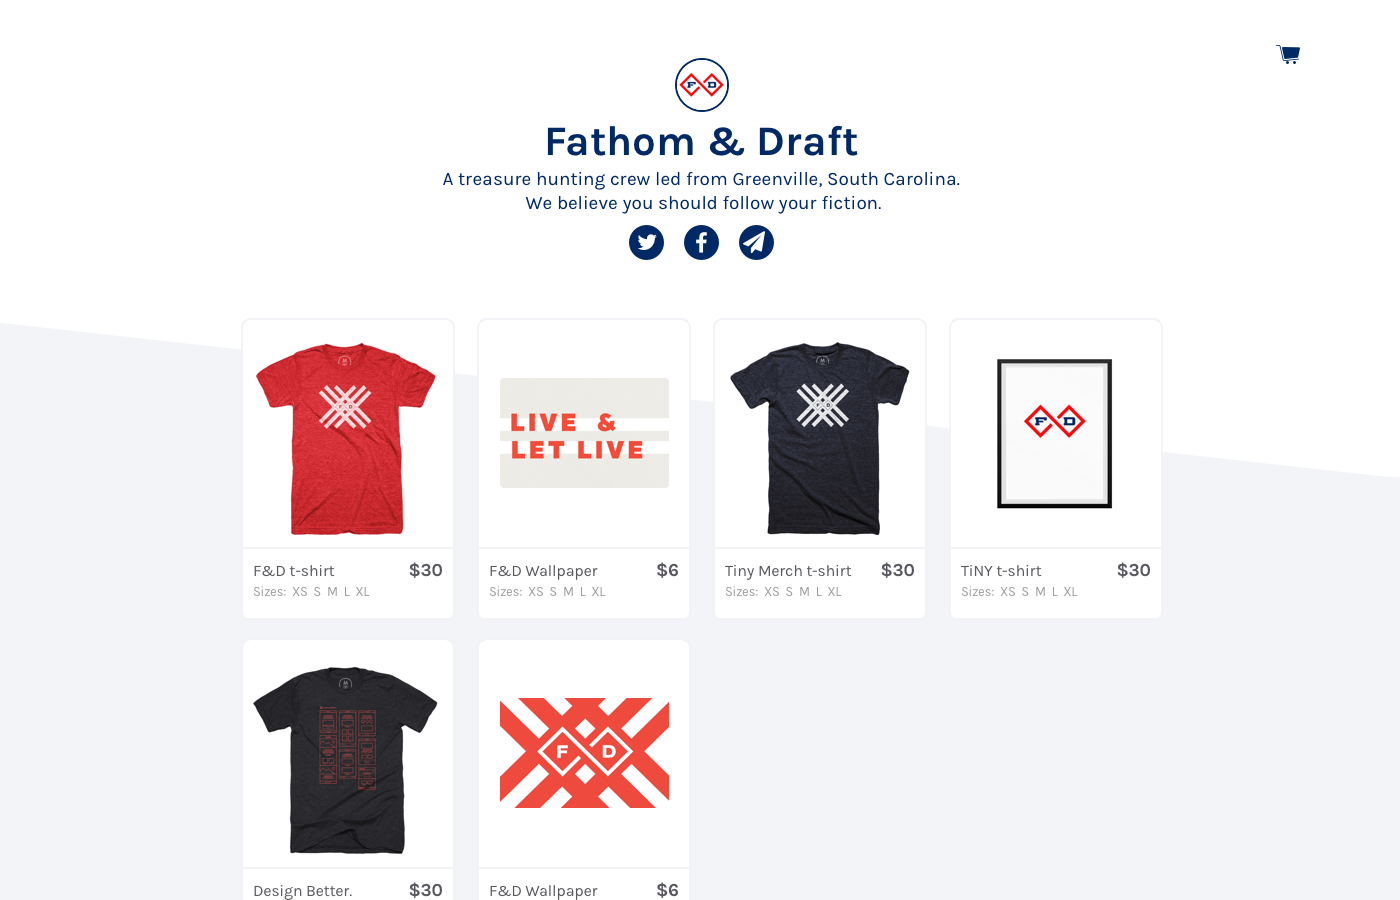 F D
Fathom & Draft
A treasure hunting crew led from Greenville, South Carolina.
We believe you should follow your fiction.
F D
LIVE &
LET LIVE
F D
F D
F&D t-shirt $30
Sizes: XS S M L XL
F&D Wallpaper $6
Sizes: XS S M L XL
Tiny Merch t-shirt $30
Sizes: XS S M L XL
TiNY t-shirt $30
Sizes: XS S M L XL
F D
Design Better. $30
F&D Wallpaper $6